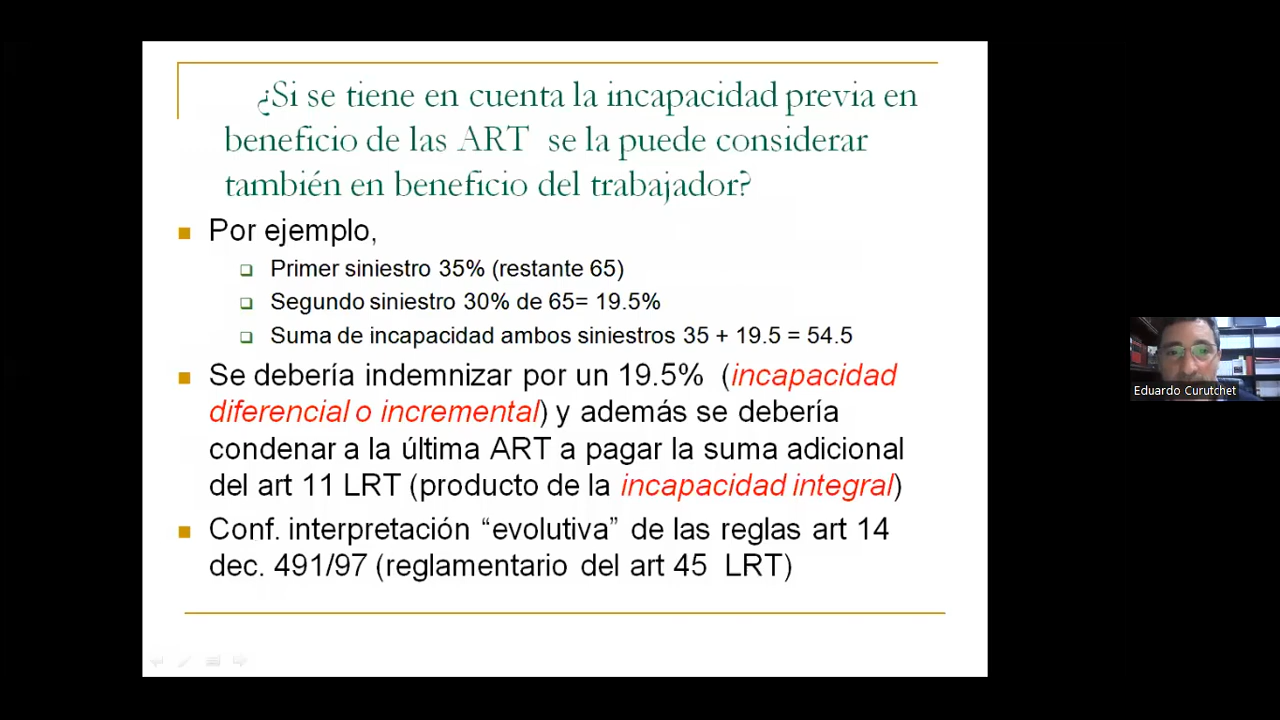 ¿Si se tiene en cuenta la incapacidad previa en
beneficio de las ART se la puede considerar
también en beneficio del trabajador?
Por ejemplo,
Primer siniestro 35% (restante 65)
Segundo siniestro 30% de 65= 19.5%
Suma de incapacidad ambos siniestros 35 + 19.5 = 54.5
Se debería indemnizar por un 19.5% (incapacidad
diferencial o incremental) y además se debería
condenar a la última ART a pagar la suma adicional
del art 11 LRT (producto de la incapacidad integral)
Conf. interpretación “evolutiva” de las reglas art 14
dec. 491/97 (reglamentario del art 45 LRT)
Eduardo Curutchet